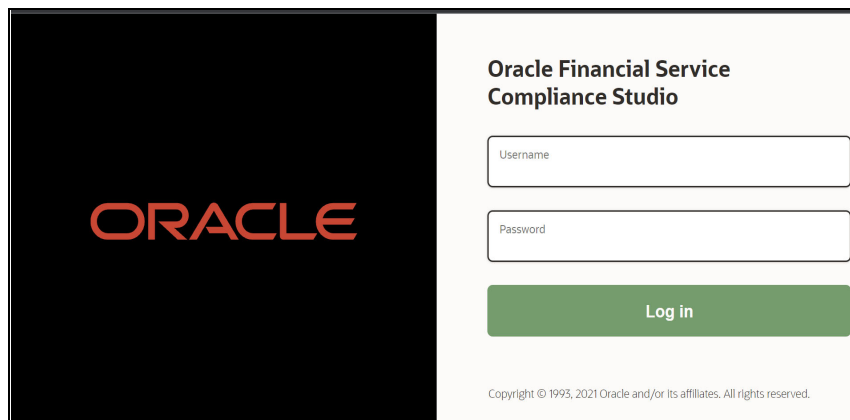 ORACLE
Oracle Financial Service
Compliance Studio
Username
Password
Log in
Copyright © 1993, 2021 Oracle and/or its affiliates. All rights reserved.